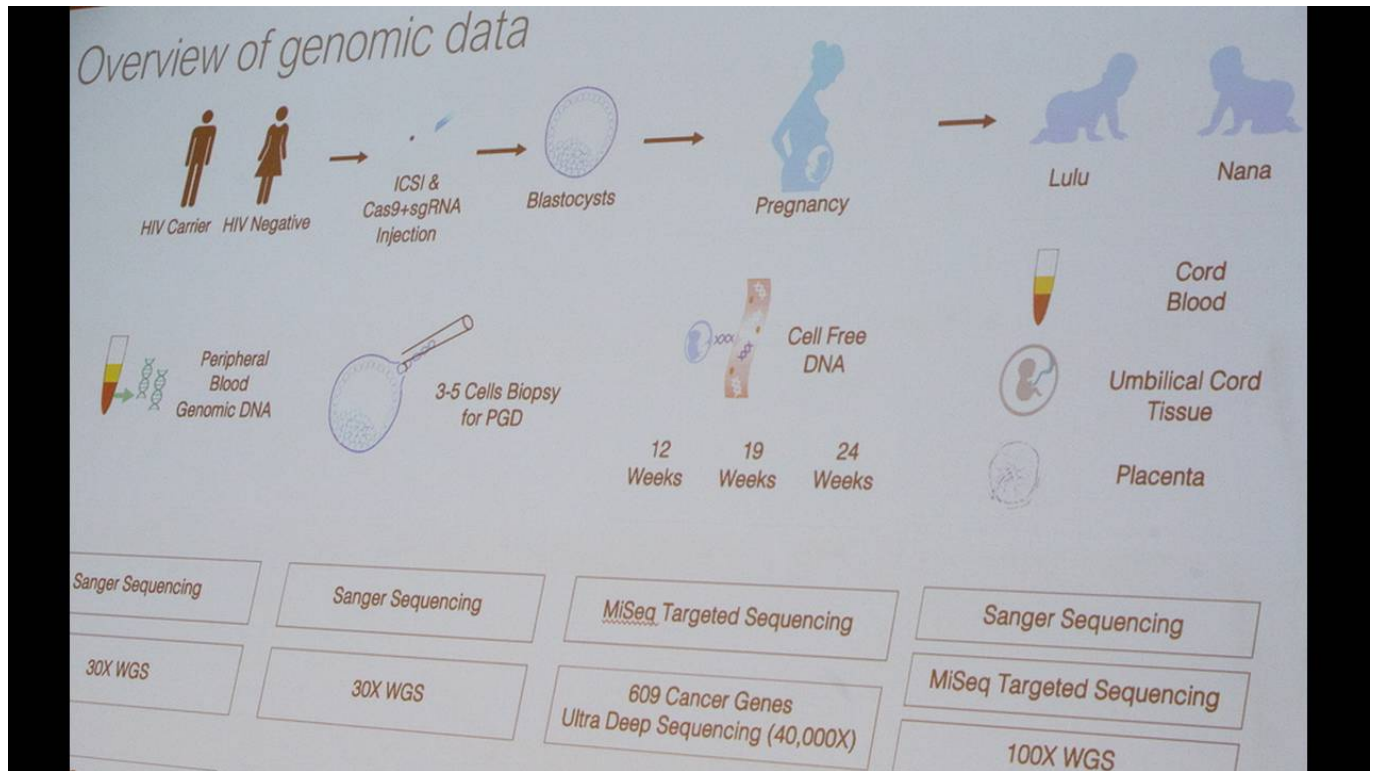 Overview of genomic data
HIV Carrier
HIV Negative
ICSI &
Cas9+sgRNA
Injection
Blastocysts
Pregnancy
Lulu
Nana
Peripheral
Blood
Genomic DNA
3-5 Cells Biopsy
for PGD
Cell Free
DNA
12
Weeks
19
Weeks
24
Weeks
Cord
Blood
Umbilical Cord
Tissue
Placenta
Sanger Sequencing
30X WGS
Sanger Sequencing
30X WGS
MiSeq Targeted Sequencing
609 Cancer Genes
Ultra Deep Sequencing (40,000X)
Sanger Sequencing
MiSeq Targeted Sequencing
100X WGS